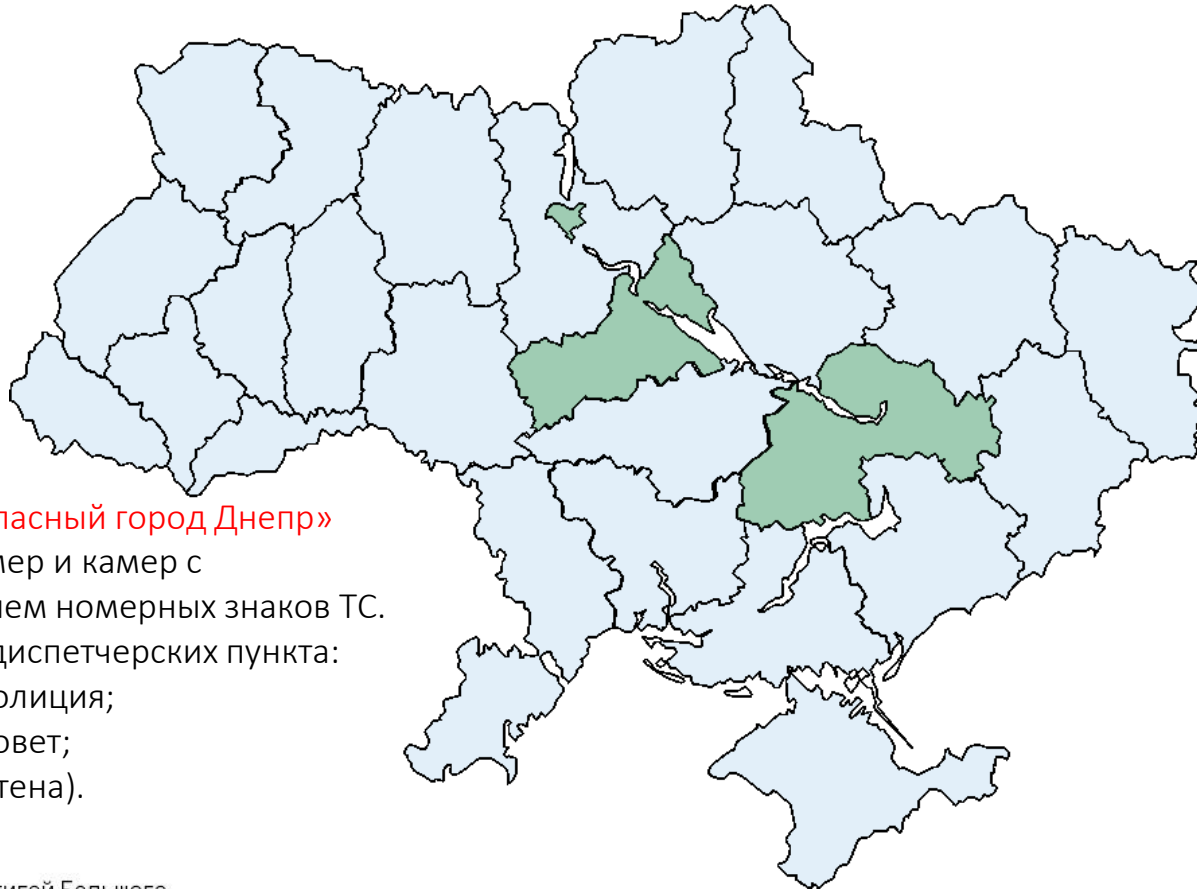 пасный город Днепр»
мер и камер с
ием номерных знаков ТС.
диспетчерских пункта:
олиция;
овет;
тена).